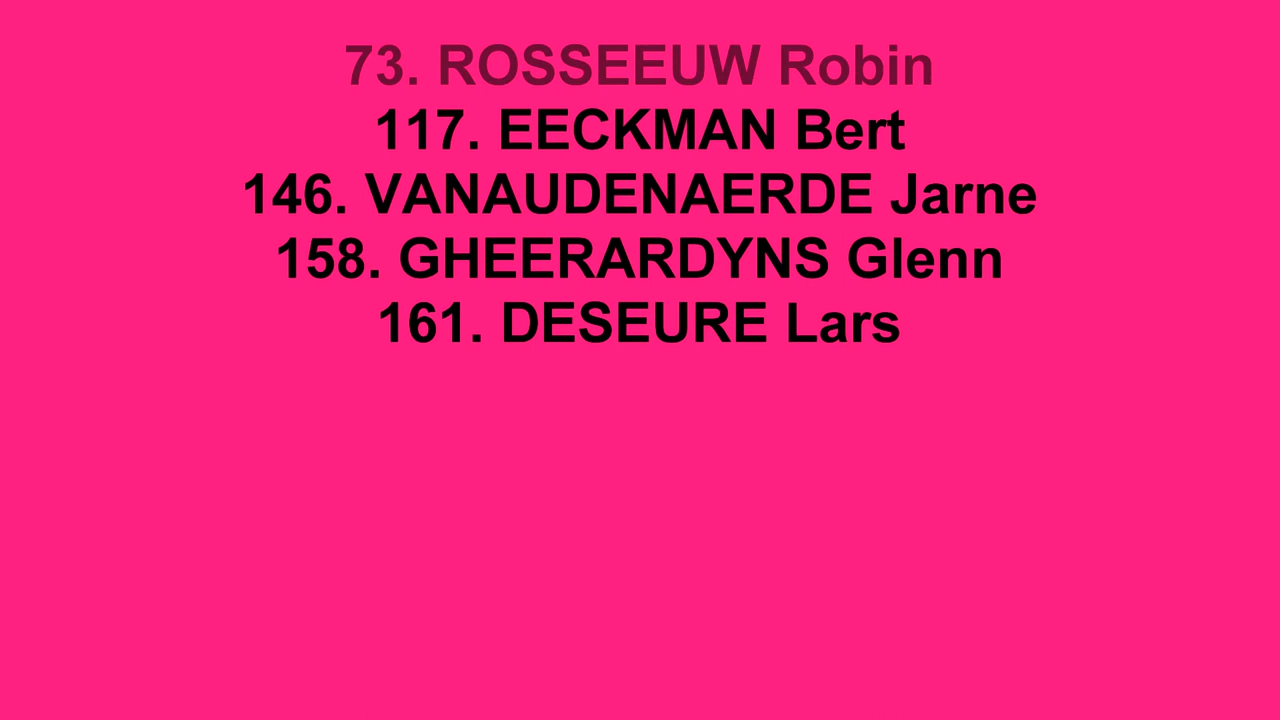 73. ROSSEEUW Robin
117. EECKMAN Bert
146. VANAUDENAERDE Jarne
158. GHEERARDYNS Glenn
161. DESEURE Lars